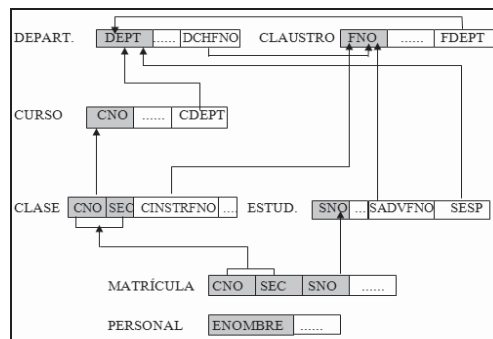 DEPART. DEPT ...... DCHFNO CLAUSTRO FNO ...... FDEPT
CURSO CNO ...... CDEPT
CLASE CNO SEC CINSTRFNO .... ESTUD. SNO ... SADVFNO SESP
MATRÍCULA CNO SEC SNO ......
PERSONAL ENOMBRE ......